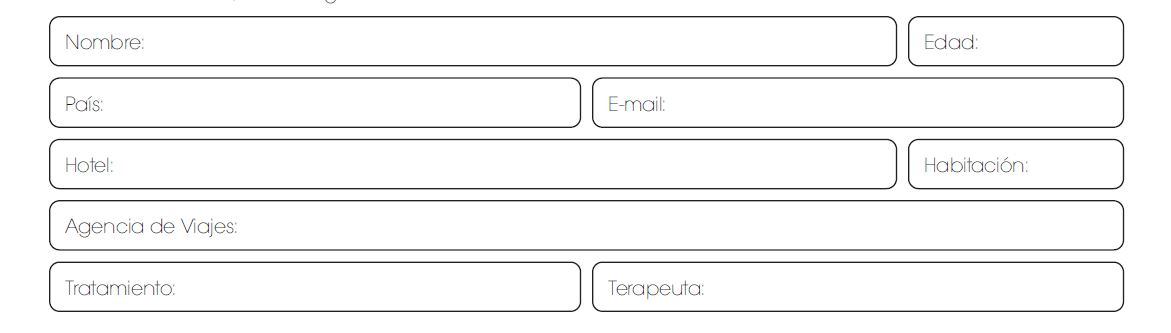 Nombre: Edad:
País: E-mail:
Hotel: Habitación:
Agencia de Viajes:
Tratamiento: Terapeuta: